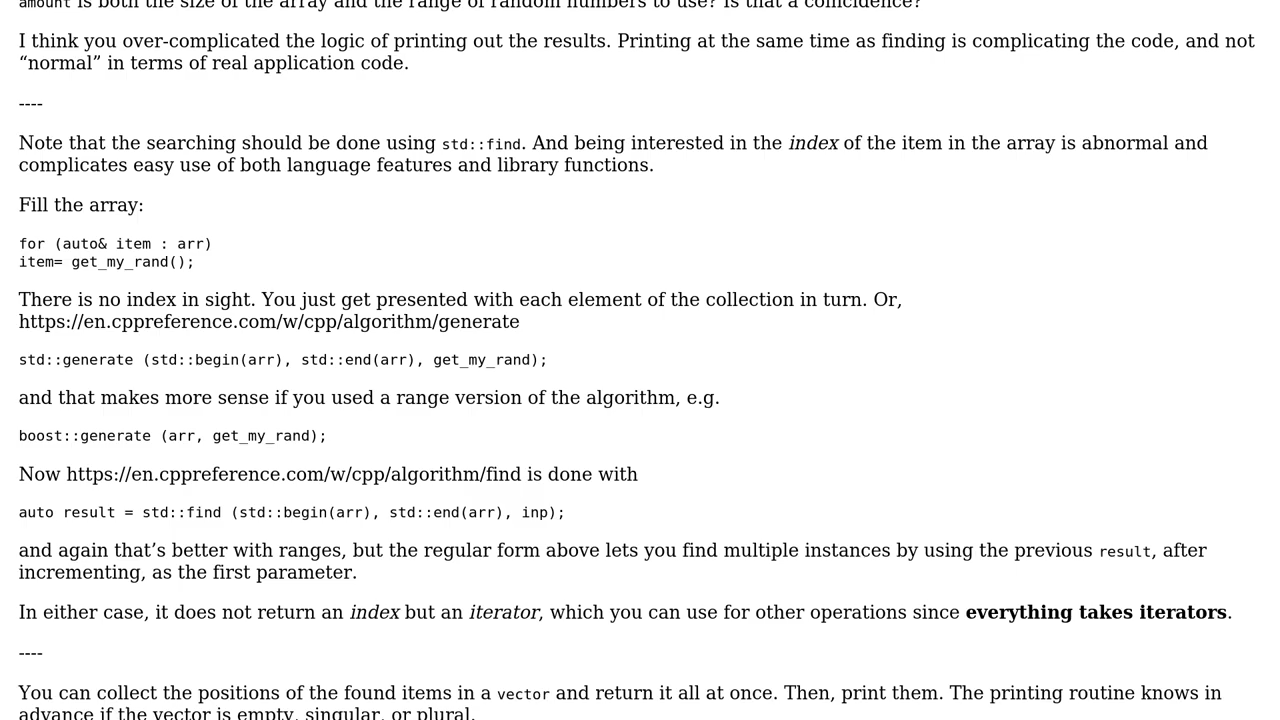 amount is both the size of the array and the range of random numbers to use? Is that a coincidence?
I think you over-complicated the logic of printing out the results. Printing at the same time as finding is complicating the code, and not
“normal” in terms of real application code.
----
Note that the searching should be done using std::find. And being interested in the index of the item in the array is abnormal and
complicates easy use of both language features and library functions.
Fill the array:
for (auto& item : arr)
item= get_my_rand();
There is no index in sight. You just get presented with each element of the collection in turn. Or,
https://en.cppreference.com/w/cpp/algorithm/generate
std::generate (std::begin(arr), std::end(arr), get_my_rand);
and that makes more sense if you used a range version of the algorithm, e.g.
boost::generate (arr, get_my_rand);
Now https://en.cppreference.com/w/cpp/algorithm/find is done with
auto result = std::find (std::begin(arr), std::end(arr), inp);
and again that’s better with ranges, but the regular form above lets you find multiple instances by using the previous result, after
incrementing, as the first parameter.
In either case, it does not return an index but an iterator, which you can use for other operations since everything takes iterators.
----
You can collect the positions of the found items in a vector and return it all at once. Then, print them. The printing routine knows in
advance if the vector is empty, singular, or plural.